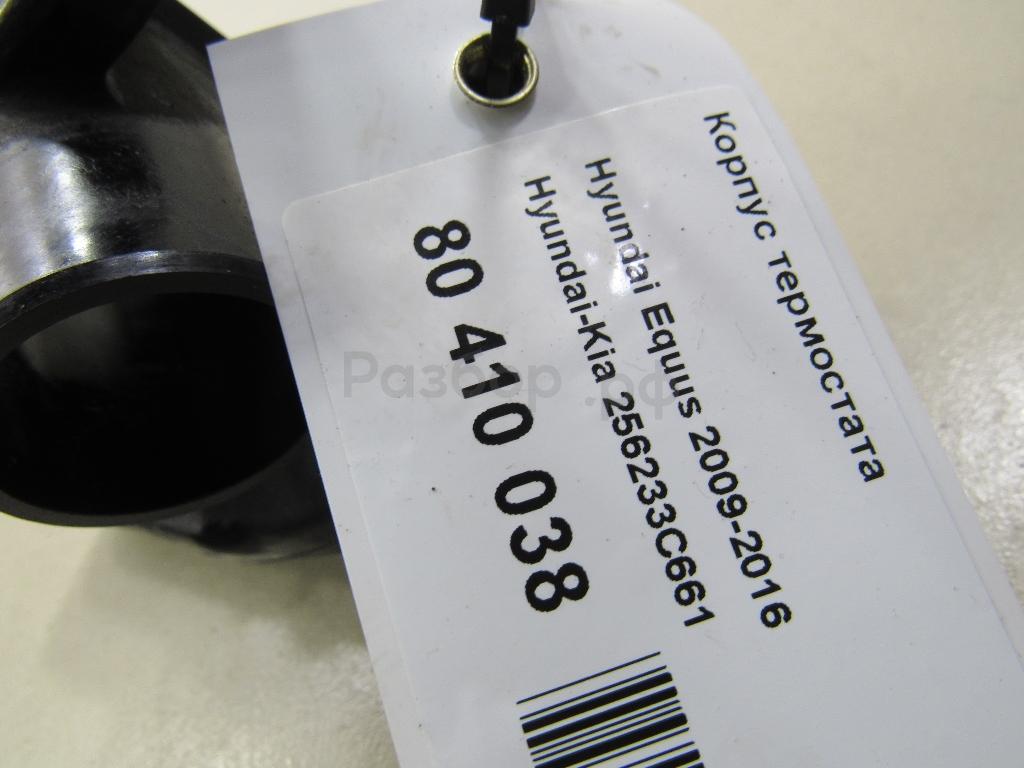 Корпус термостата
Hyundai Equus 2009-2016
Hyundai-Kia 256233C661
80 410 038
Разбор.рф